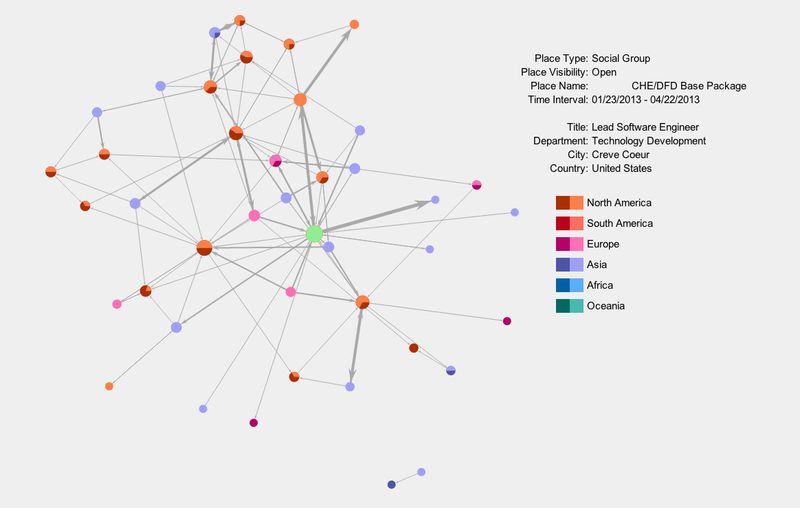 Place Type: Social Group
Place Visibility: Open
Place Name: CHE/DFD Base Package
Time Interval: 01/23/2013 - 04/22/2013
Title: Lead Software Engineer
Department: Technology Development
City: Creve Coeur
Country: United States
North America
South America
Europe
Asia
Africa
Oceania